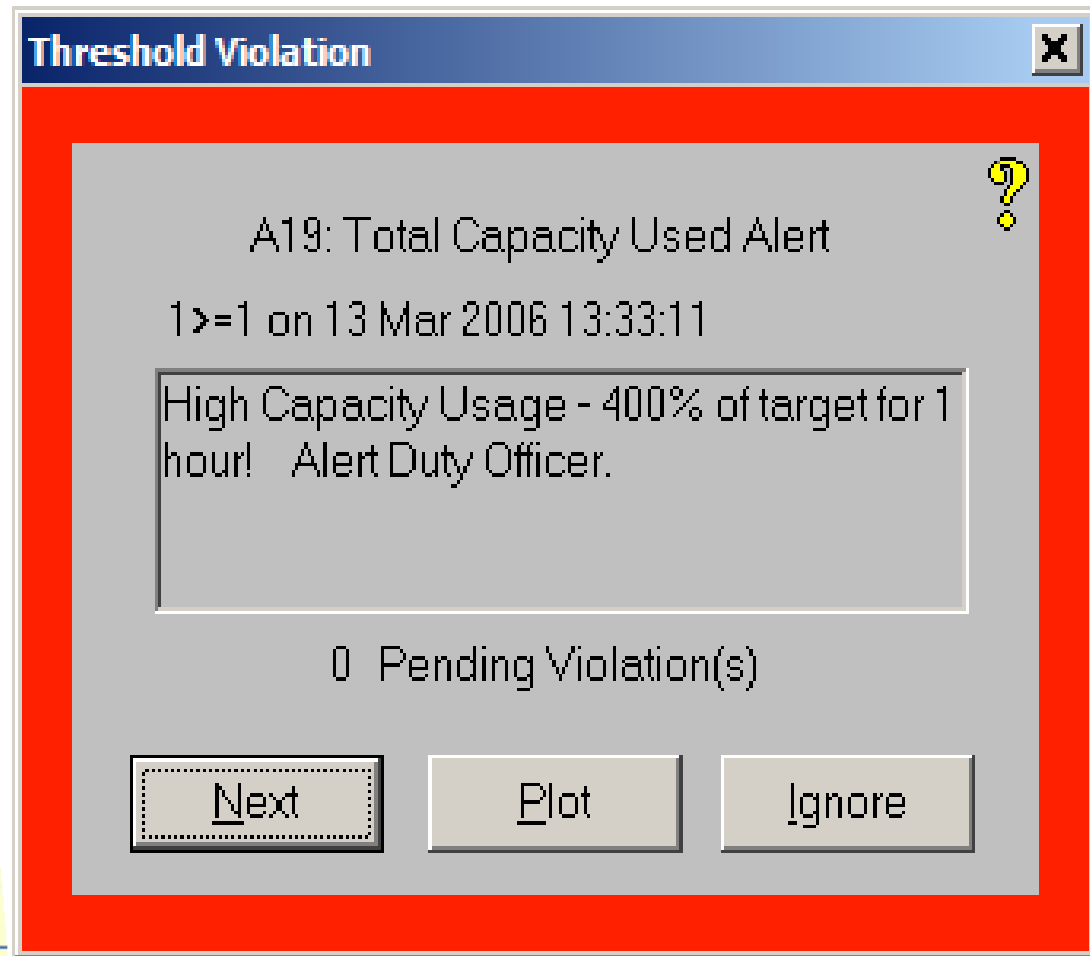 Threshold Violation
A19: Total Capacity Used Alert
1>=1 on 13 Mar 2006 13:33:11
High Capacity Usage - 400% of target for 1
hour!   Alert Duty Officer.
0  Pending Violation(s)
Next Plot Ignore